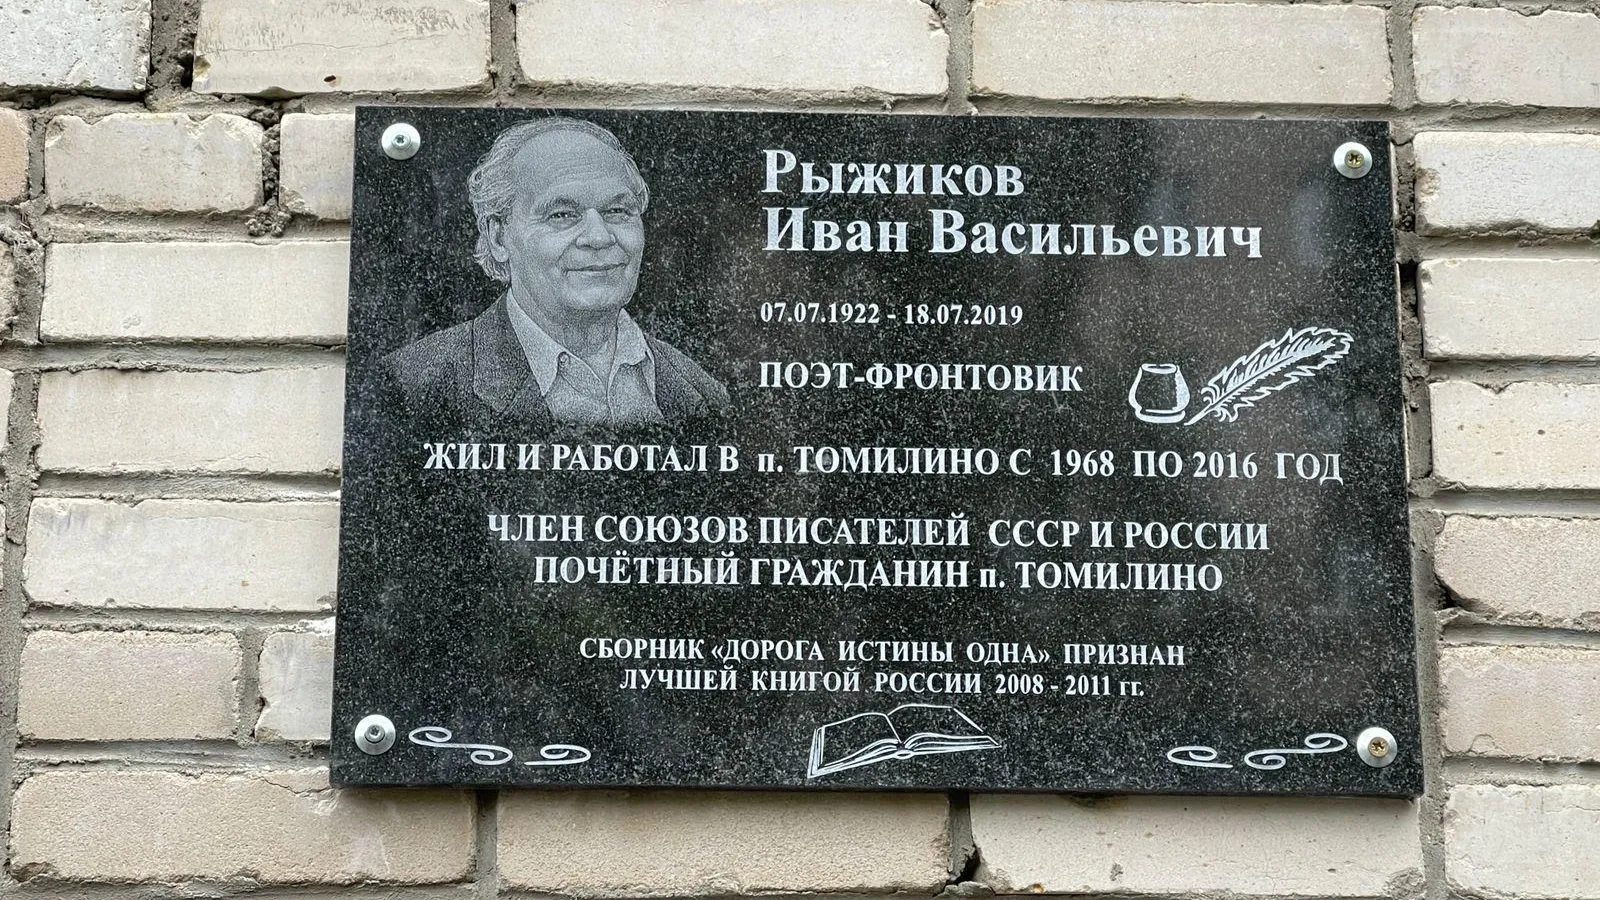 Рыжиков
Иван Васильевич
07.07.1922 - 18.07.2019
ПОЭТ-ФРОНТОВИК
ЖИЛ И РАБОТАЛ В п. ТОМИЛИНО С 1968 ПО 2016 ГОД
ЧЛЕН СОЮЗОВ ПИСАТЕЛЕЙ СССР И РОССИИ
ПОЧЁТНЫЙ ГРАЖДАНИН п. ТОМИЛИНО
СБОРНИК «ДОРОГА ИСТИНЫ ОДНА» ПРИЗНАН
ЛУЧШЕЙ КНИГОЙ РОССИИ 2008 - 2011 гг.